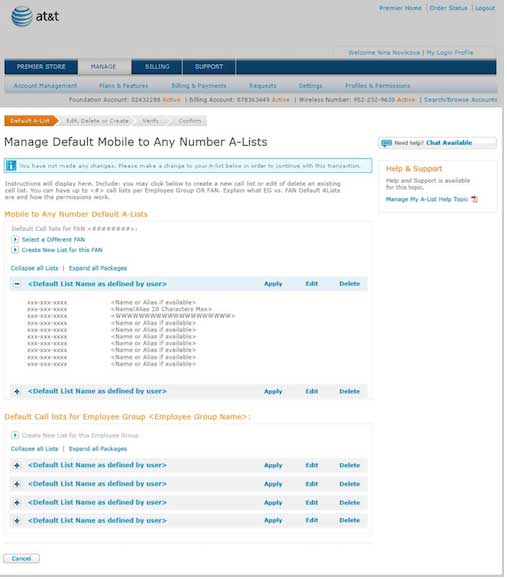 at&t
Premier Home | Order Status | Logout
Welcome Nina Novikova | My Login Profile
PREMIER STORE MANAGE BILLING SUPPORT
Account Management Plans & Features Billing & Payments Requests Settings Profiles & Permissions
Foundation Account: 02432288 Active | Billing Account: 878363449 Active | Wireless Number: 952-232-9630 Active | Search/Browse Accounts
Default A-List Edit, Delete or Create Verify Confirm
Manage Default Mobile to Any Number A-Lists
Need help? Chat Available
You have not made any changes. Please make a change to your A-list below in order to continue with this transaction.
Help & Support
Help and Support is available
for this topic.
Manage My A-List Help Topic
Instructions will display here. Include: you may click below to create a new call list or edit of delete an existing
call list. You can have up to <#> call lists per Employee Group OR FAN. Explain what EG vs. FAN Default ALists
are and how the permissions work.
Mobile to Any Number Default A-Lists
Default Call lists for FAN <########>:
Select a Different FAN
Create New List for this FAN
Collapse all Lists | Expand all Packages
<Default List Name as defined by user> Apply Edit Delete
xxx-xxx-xxxx <Name or Alias if available>
xxx-xxx-xxxx <Name/Alias 20 Characters Max>
xxx-xxx-xxxx
xxx-xxx-xxxx <Name or Alias if available>
xxx-xxx-xxxx <Name or Alias if available>
xxx-xxx-xxxx <Name or Alias if available>
xxx-xxx-xxxx <Name or Alias if available>
xxx-xxx-xxxx <Name or Alias if available>
xxx-xxx-xxxx <Name or Alias if available>
xxx-xxx-xxxx <Name or Alias if available>
<Default List Name as defined by user> Apply Edit Delete
Default Call lists for Employee Group <Employee Group Name>:
Create New List for this Employee Group
Collapse all Lists | Expand all Packages
<Default List Name as defined by user> Apply Edit Delete
<Default List Name as defined by user> Apply Edit Delete
<Default List Name as defined by user> Apply Edit Delete
<Default List Name as defined by user> Apply Edit Delete
Cancel